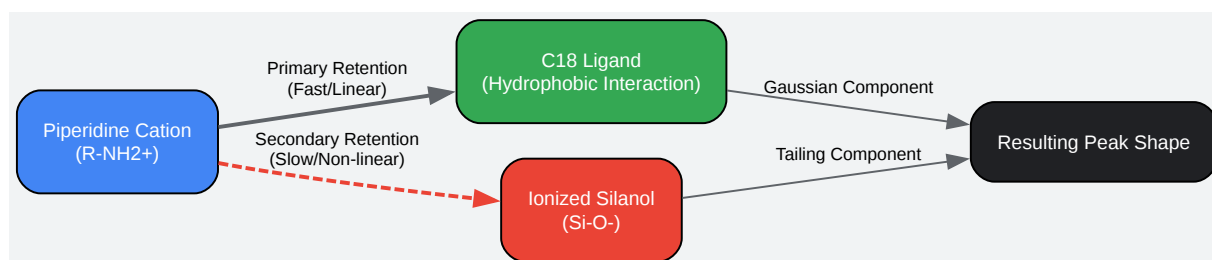 Piperidine Cation
(R-NH2+)
Primary Retention
(Fast/Linear)
Secondary Retention
(Slow/Non-linear)
C18 Ligand
(Hydrophobic Interaction)
Ionized Silanol
(Si-O-)
Gaussian Component
Tailing Component
Resulting Peak Shape